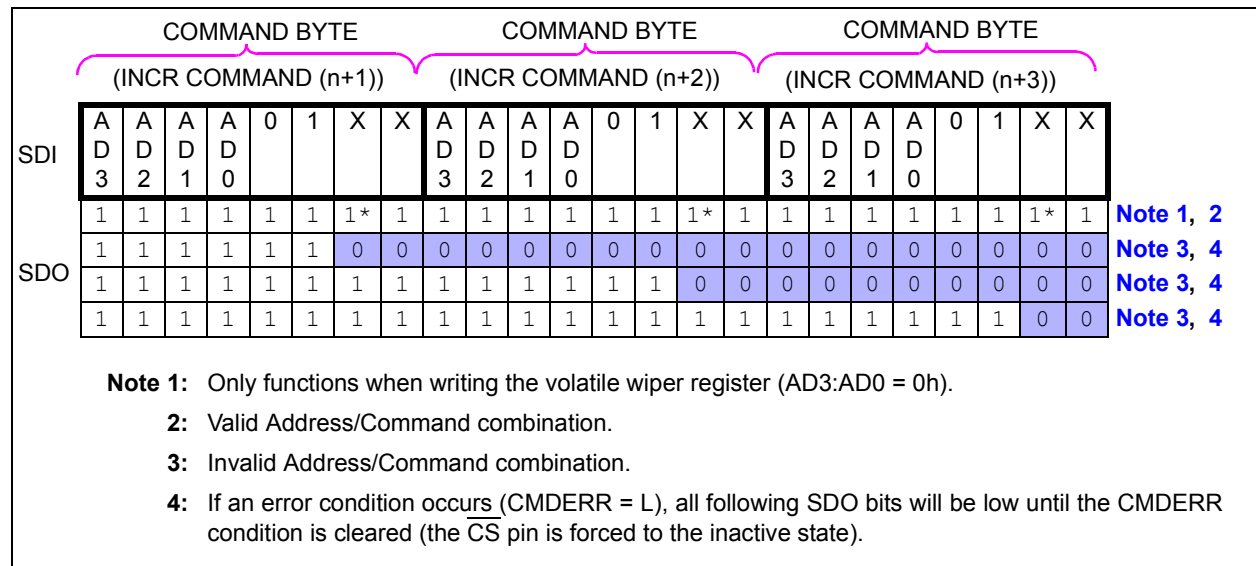 COMMAND BYTE COMMAND BYTE COMMAND BYTE
(INCR COMMAND (n+1)) (INCR COMMAND (n+2)) (INCR COMMAND (n+3))
SDI
A A A A 0 1 X X A A A A 0 1 X X A A A A 0 1 X X
D D D D D D D D D D D D
3 2 1 0 3 2 1 0 3 2 1 0
SDO
1 1 1 1 1 1 1* 1 1 1 1 1 1 1 1* 1 1 1 1 1 1 1 1* 1 Note 1, 2
1 1 1 1 1 1 0 0 0 0 0 0 0 0 0 0 0 0 0 0 0 0 0 0 Note 3, 4
1 1 1 1 1 1 1 1 1 1 1 1 1 1 0 0 0 0 0 0 0 0 0 0 Note 3, 4
1 1 1 1 1 1 1 1 1 1 1 1 1 1 1 1 1 1 1 1 1 1 0 0 Note 3, 4
Note 1: Only functions when writing the volatile wiper register (AD3:AD0 = 0h).
2: Valid Address/Command combination.
3: Invalid Address/Command combination.
4: If an error condition occurs (CMDERR = L), all following SDO bits will be low until the CMDERR
condition is cleared (the CS pin is forced to the inactive state).